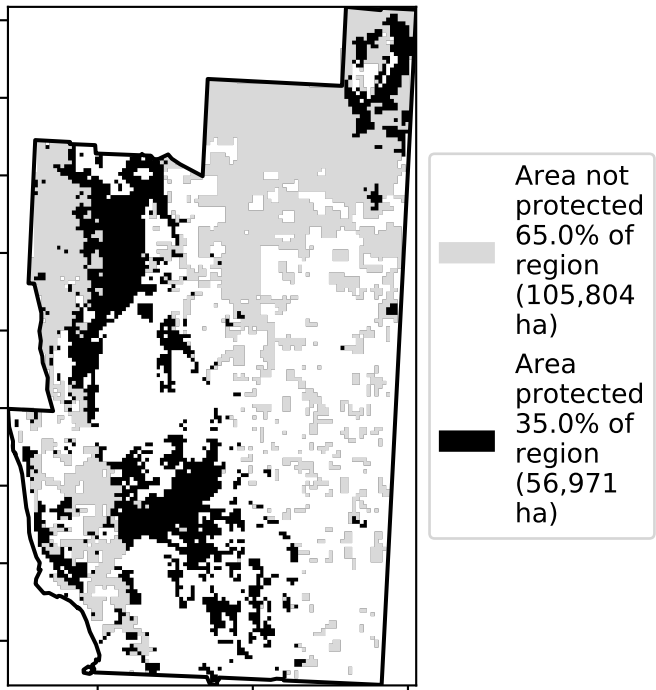 Area not
protected
65.0% of
region
(105,804
ha)
Area
protected
35.0% of
region
(56,971
ha)